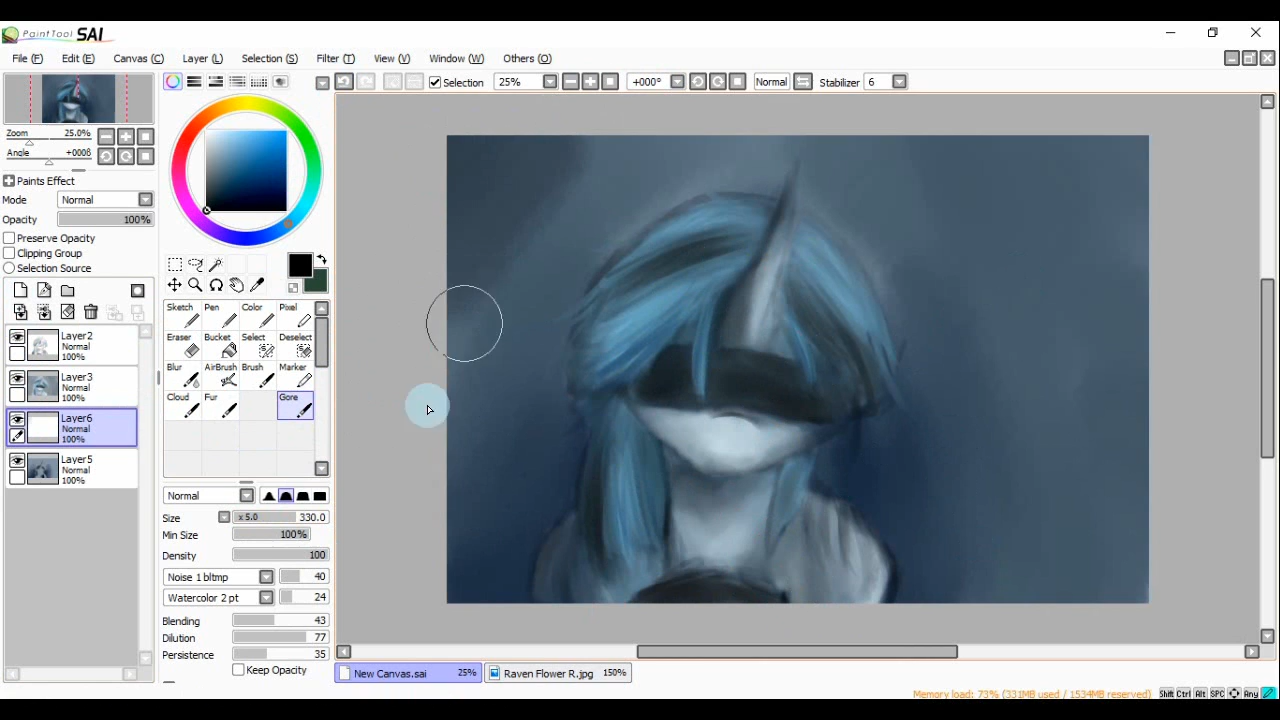 PaintTool SAI
File (F) Edit (E) Canvas (C) Layer (L) Selection (S) Filter (T) View (V) Window (W) Others (O)
Selection 25% +000° Normal Stabilizer 6
Zoom 25.0%
Angle +000ß
Paints Effect
Mode Normal
Opacity 100%
Preserve Opacity
Clipping Group
Selection Source
Layer2
Normal
100%
Layer3
Normal
100%
Layer6
Normal
100%
Layer5
Normal
100%
Sketch Pen Color Pixel
Eraser Bucket Select Deselect
Blur AirBrush Brush Marker
Cloud Fur Gore
Normal
Size x 5.0 330.0
Min Size 100%
Density 100
Noise 1 bltmp 40
Watercolor 2 pt 24
Blending 43
Dilution 77
Persistence 35
Keep Opacity
New Canvas.sai 25% Raven Flower R.jpg 150%
Memory load: 73% (331MB used / 1534MB reserved) Shift Ctrl Alt SPC Any